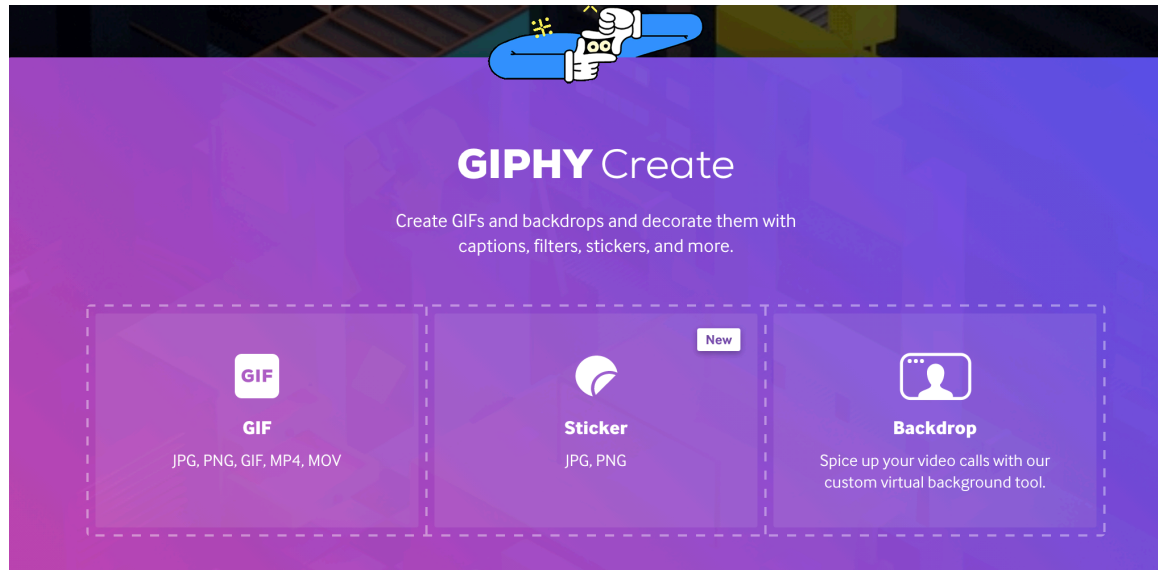 GIPHY Create
Create GIFs and backdrops and decorate them with
captions, filters, stickers, and more.
GIF
GIF
JPG, PNG, GIF, MP4, MOV
New
Sticker
JPG, PNG
Backdrop
Spice up your video calls with our
custom virtual background tool.